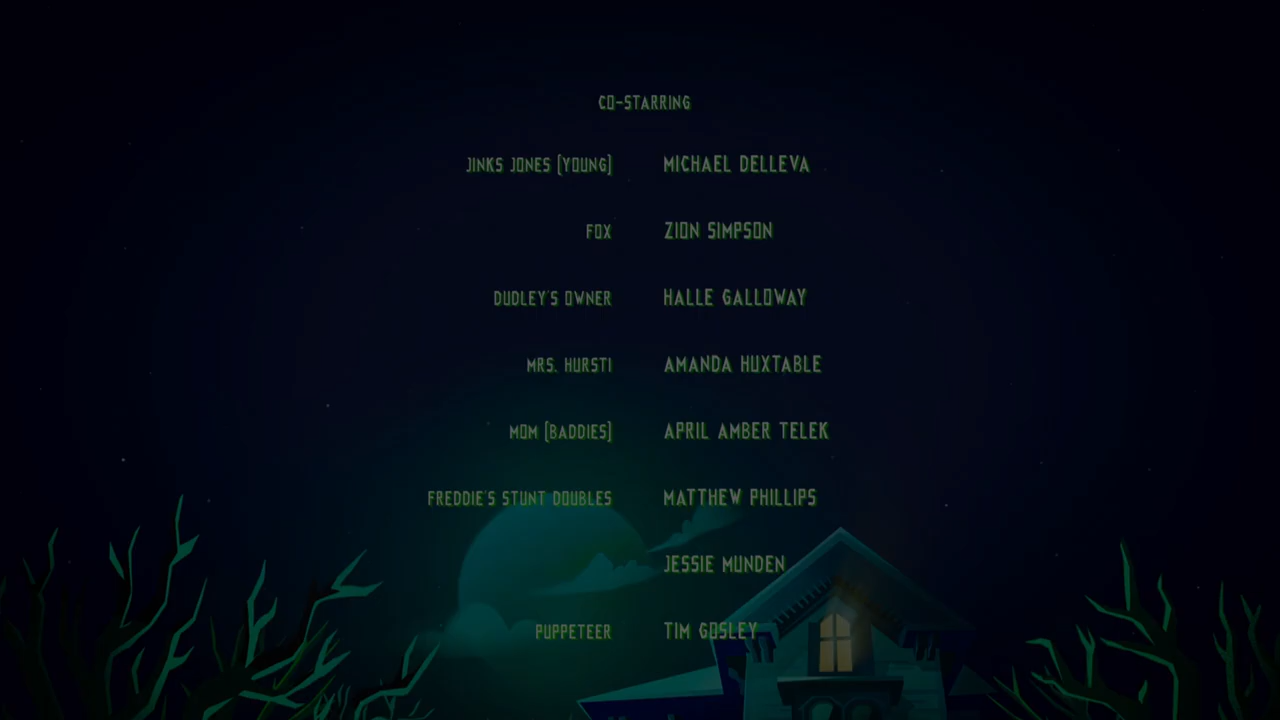 CO-STARRING
JINKS JONES (YOUNG) MICHAEL DELLEVA
FOX ZION SIMPSON
DUDLEY'S OWNER HALLE GALLOWAY
MRS. HURSTI AMANDA HUXTABLE
MOM (BADDIES) APRIL AMBER TELEK
FREDDIE'S STUNT DOUBLES MATTHEW PHILLIPS
JESSIE MUNDEN
PUPPETEER TIM GOSLEY